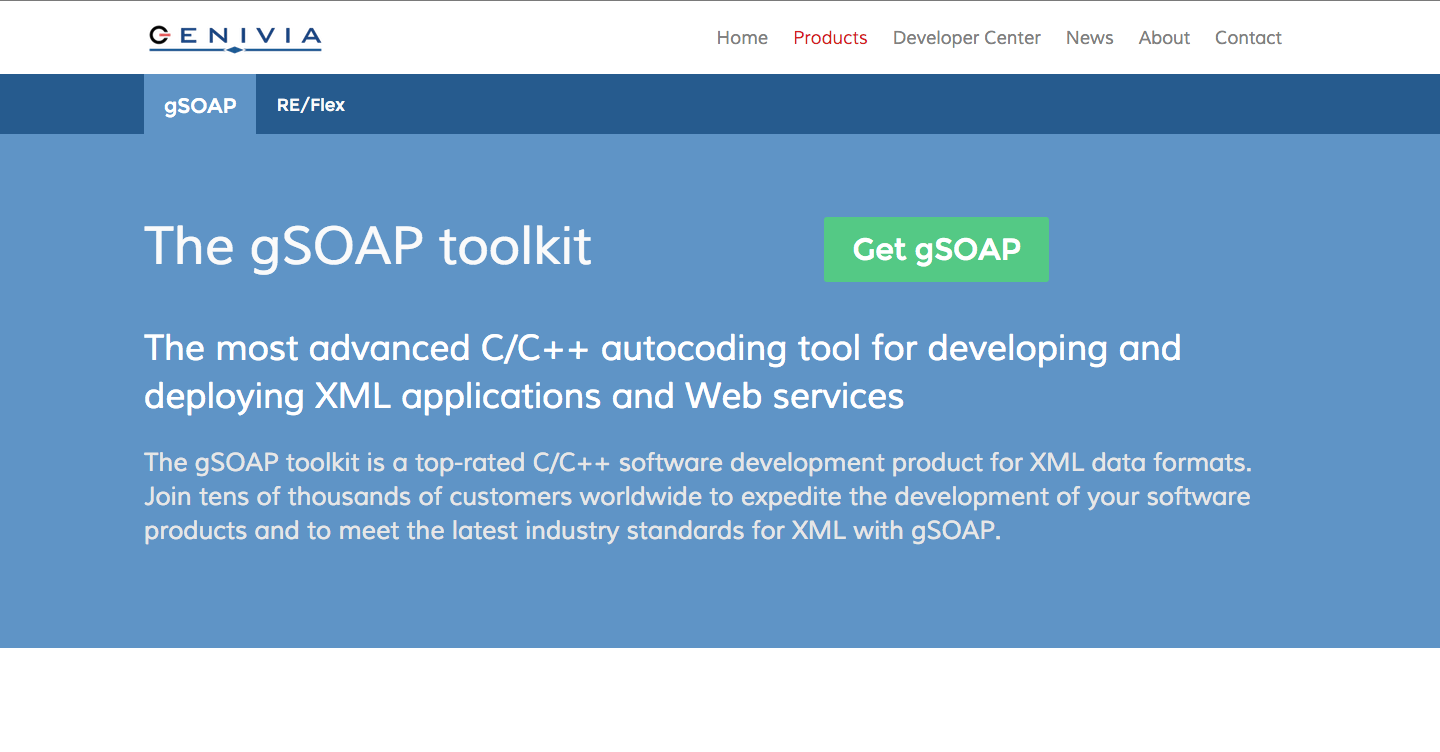 GENIVIA
Home Products Developer Center News About Contact
gSOAP RE/Flex
The gSOAP toolkit
Get gSOAP
The most advanced C/C++ autocoding tool for developing and
deploying XML applications and Web services
The gSOAP toolkit is a top-rated C/C++ software development product for XML data formats.
Join tens of thousands of customers worldwide to expedite the development of your software
products and to meet the latest industry standards for XML with gSOAP.